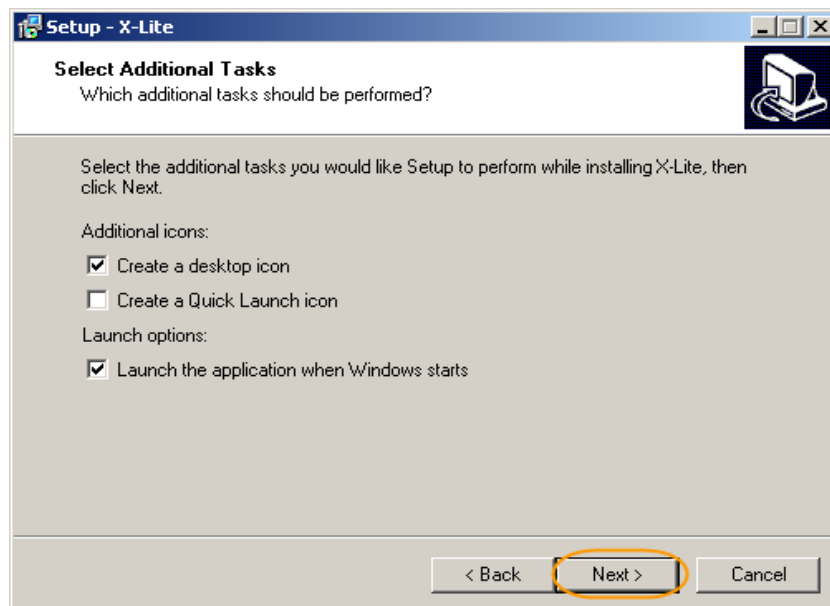 Setup - X-Lite
Select Additional Tasks
Which additional tasks should be performed?
Select the additional tasks you would like Setup to perform while installing X-Lite, then
click Next.
Additional icons:
Create a desktop icon
Create a Quick Launch icon
Launch options:
Launch the application when Windows starts
< Back Next > Cancel